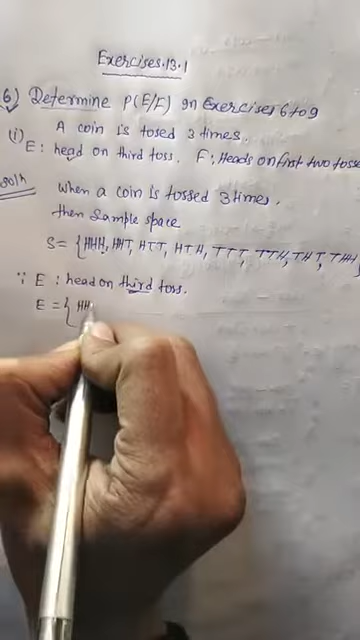 Exercises.13.1
6) Determine P(E/F) in Exercises 6 to 9
A coin is tosed 3 times.
(i) E: head on third toss. F: Heads on first two tosses
Solⁿ
when a coin is tossed 3 times.
then Sample space
S = {HHH, HHT, HTT, HTH, TTT, TTH, THT, THH
∵ E : head on third toss.
E = {HH